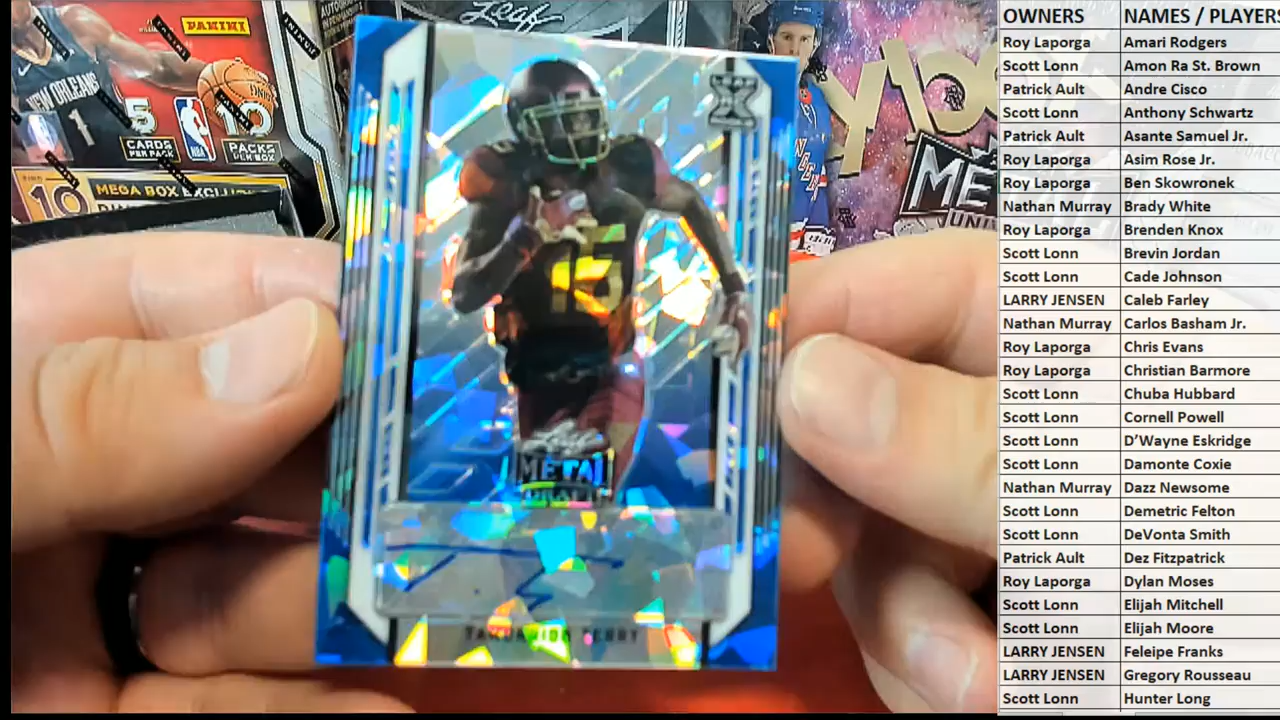 PANINI
Leaf
NEW ORLEANS
1
5
CARDS
PER PACK
NBA
10
PACKS
PER BOX
10
MEGA BOX
LEAF
15
Leaf
METAL
DRAFT
TERRY
OWNERS NAMES / PLAYERS
Roy Laporga Amari Rodgers
Scott Lonn Amon Ra St. Brown
Patrick Ault Andre Cisco
Scott Lonn Anthony Schwartz
Patrick Ault Asante Samuel Jr.
Roy Laporga Asim Rose Jr.
Roy Laporga Ben Skowronek
Nathan Murray Brady White
Roy Laporga Brenden Knox
Scott Lonn Brevin Jordan
Scott Lonn Cade Johnson
LARRY JENSEN Caleb Farley
Nathan Murray Carlos Basham Jr.
Roy Laporga Chris Evans
Roy Laporga Christian Barmore
Scott Lonn Chuba Hubbard
Scott Lonn Cornell Powell
Scott Lonn D'Wayne Eskridge
Scott Lonn Damonte Coxie
Nathan Murray Dazz Newsome
Scott Lonn Demetric Felton
Scott Lonn DeVonta Smith
Patrick Ault Dez Fitzpatrick
Roy Laporga Dylan Moses
Scott Lonn Elijah Mitchell
Scott Lonn Elijah Moore
LARRY JENSEN Feleipe Franks
LARRY JENSEN Gregory Rousseau
Scott Lonn Hunter Long